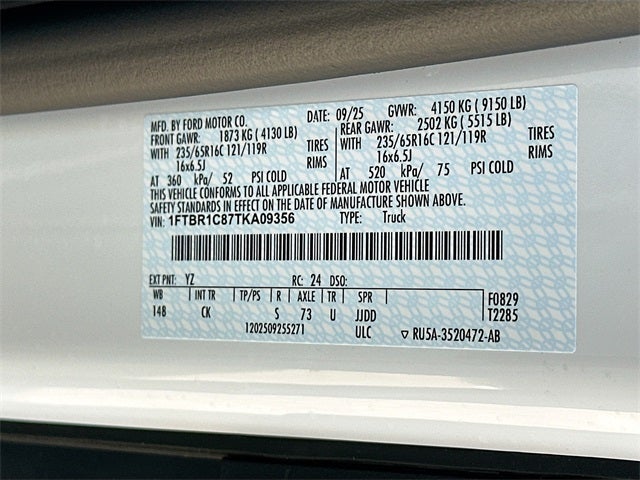 MFD. BY FORD MOTOR CO. DATE: 09/25 GVWR: 4150 KG ( 9150 LB)
FRONT GAWR: 1873 KG ( 4130 LB) REAR GAWR: 2502 KG ( 5515 LB)
WITH 235/65R16C 121/119R TIRES WITH 235/65R16C 121/119R TIRES
16x6.5J RIMS 16x6.5J RIMS
AT 360 kPa/ 52 PSI COLD AT 520 kPa/ 75 PSI COLD
THIS VEHICLE CONFORMS TO ALL APPLICABLE FEDERAL MOTOR VEHICLE
SAFETY STANDARDS IN EFFECT ON THE DATE OF MANUFACTURE SHOWN ABOVE.
VIN: 1FTBR1C87TKA09356 TYPE: Truck
EXT PNT: YZ RC: 24 DSO:
WB INT TR TP/PS R AXLE TR SPR F0829
148 CK S 73 U JJDD T2285
120250925527​1 ULC ▽ RU5A-3520472-AB